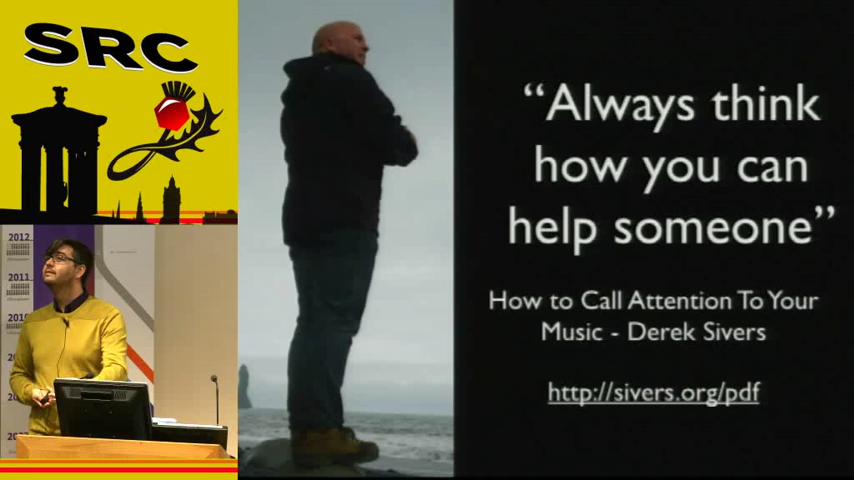 SRC
2012
2011
“Always think
how you can
help someone”
How to Call Attention To Your
Music - Derek Sivers
http://sivers.org/pdf